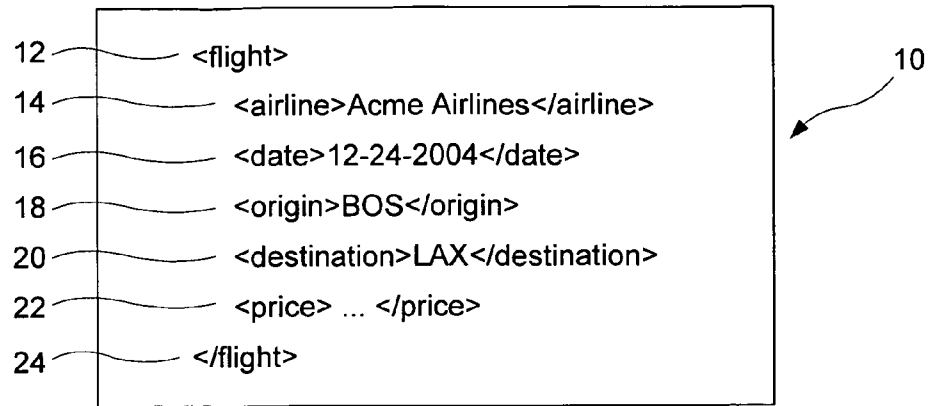 12 <flight>
10
14 <airline>Acme Airlines</airline>
16 <date>12-24-2004</date>
18 <origin>BOS</origin>
20 <destination>LAX</destination>
22 <price> ... </price>
24 </flight>